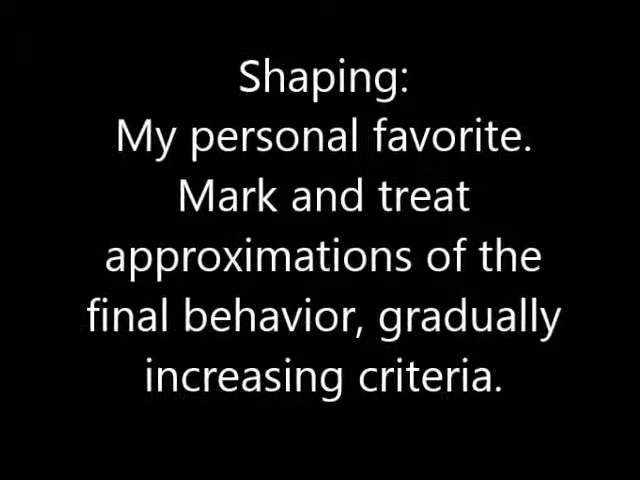 Shaping:
My personal favorite.
Mark and treat
approximations of the
final behavior, gradually
increasing criteria.